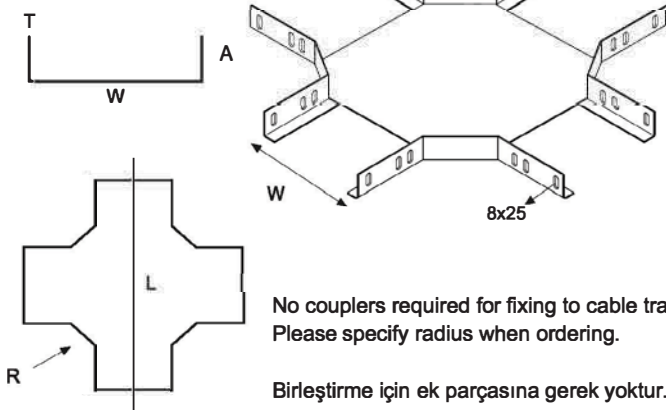 T
A
W
W
8x25
L
R
No couplers required for fixing to cable
Please specify radius when ordering.
Birleştirme için ek parçasına gerek yoktur.